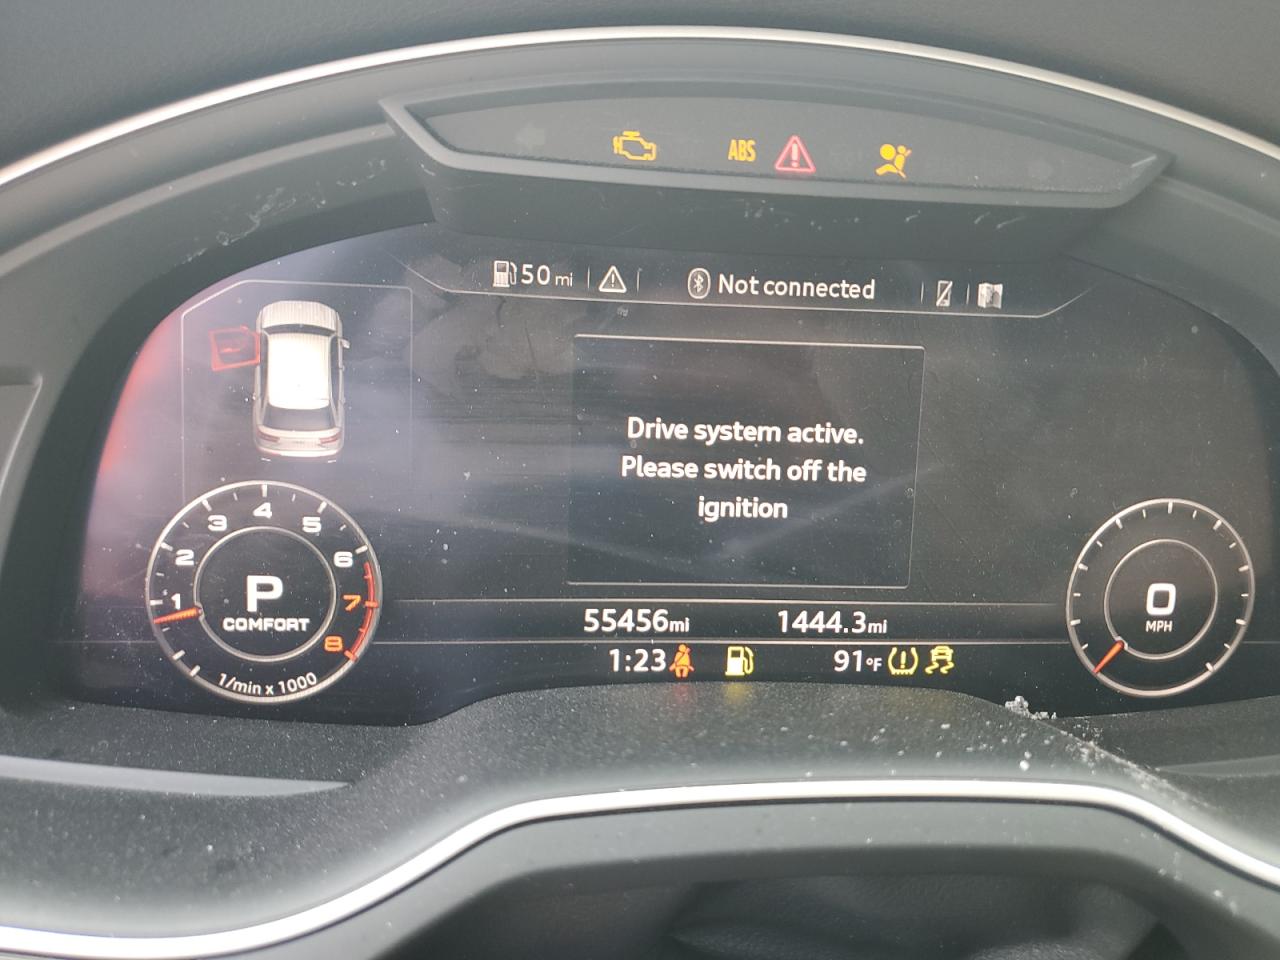 ABS
50 mi
Not connected
Drive system active.
Please switch off the
ignition
1
2
3
4
5
6
7
8
P
COMFORT
1/min x 1000
0
MPH
55456mi
1444.3mi
1:23
91°F